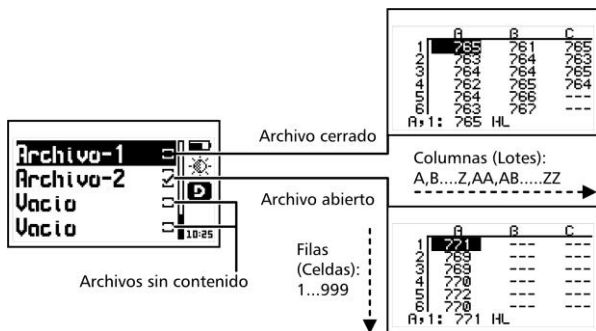 A B C
1 765 761 765
2 763 764 763
3 764 764 765
4 762 765 764
5 764 766 ---
6 763 767 ---
A,1: 765 HL
Archivo cerrado
Archivo-1
Archivo-2
Vacio
Vacio
D
10:25
Columnas (Lotes):
A,B....Z,AA,AB.....ZZ
Archivo abierto
Archivos sin contenido
Filas
(Celdas):
1...999
A B C
1 771 --- ---
2 769 --- ---
3 769 --- ---
4 770 --- ---
5 772 --- ---
6 770 --- ---
A,1: 771 HL